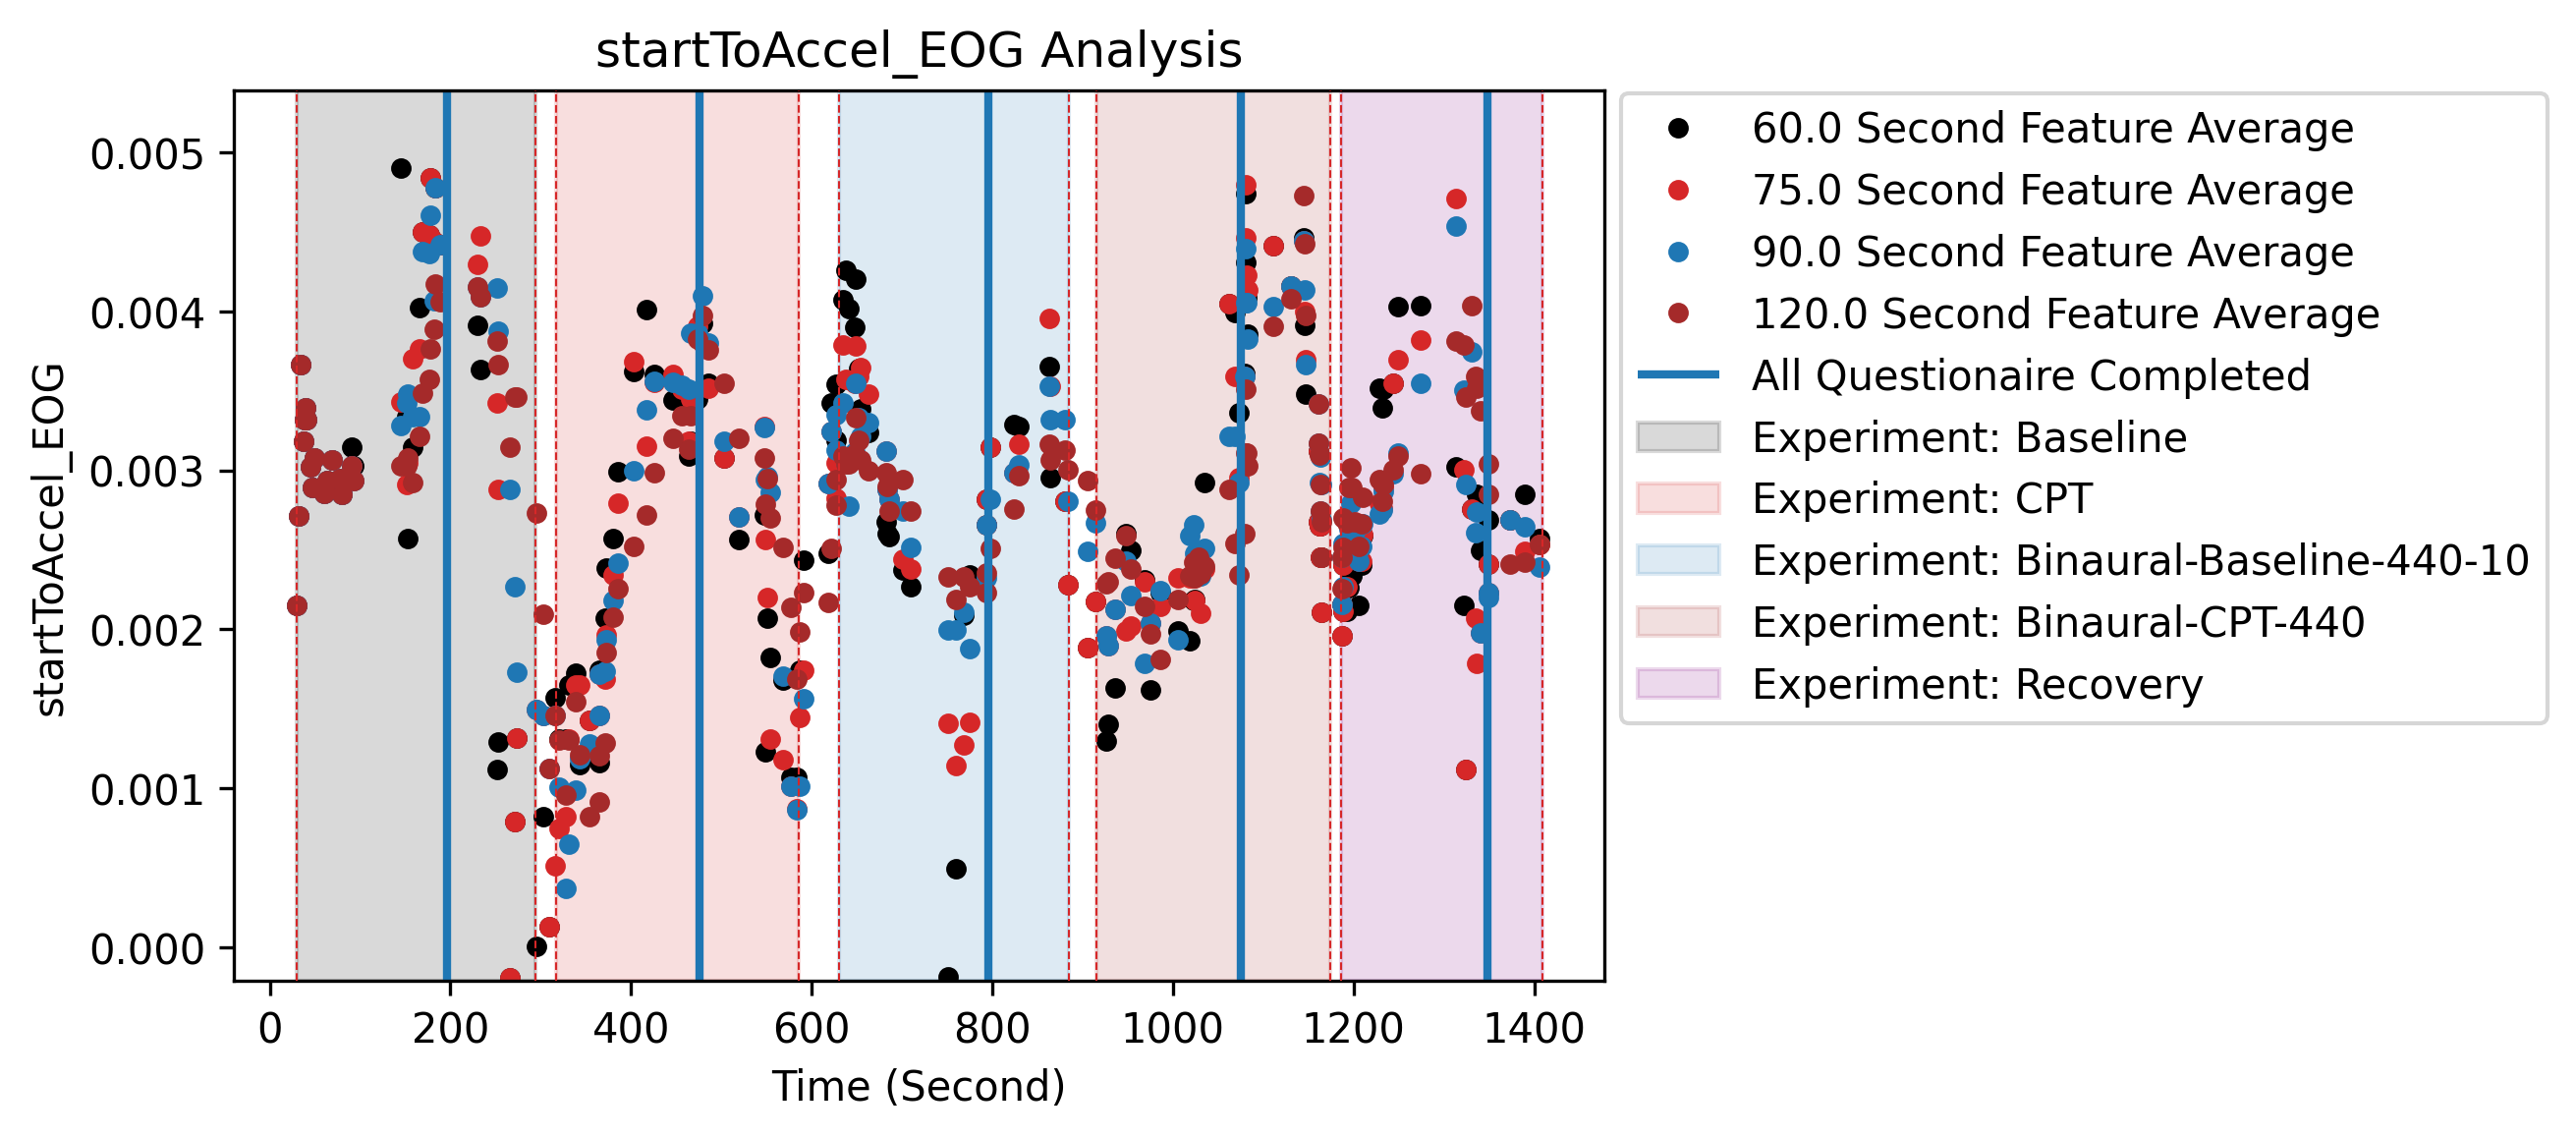 startToAccel_EOG Analysis
0.005
0.004
0.003
0.002
0.001
0.000
startToAccel_EOG
0 200 400 600 800 1000 1200 1400
Time (Second)
60.0 Second Feature Average
75.0 Second Feature Average
90.0 Second Feature Average
120.0 Second Feature Average
All Questionaire Completed
Experiment: Baseline
Experiment: CPT
Experiment: Binaural-Baseline-440-10
Experiment: Binaural-CPT-440
Experiment: Recovery